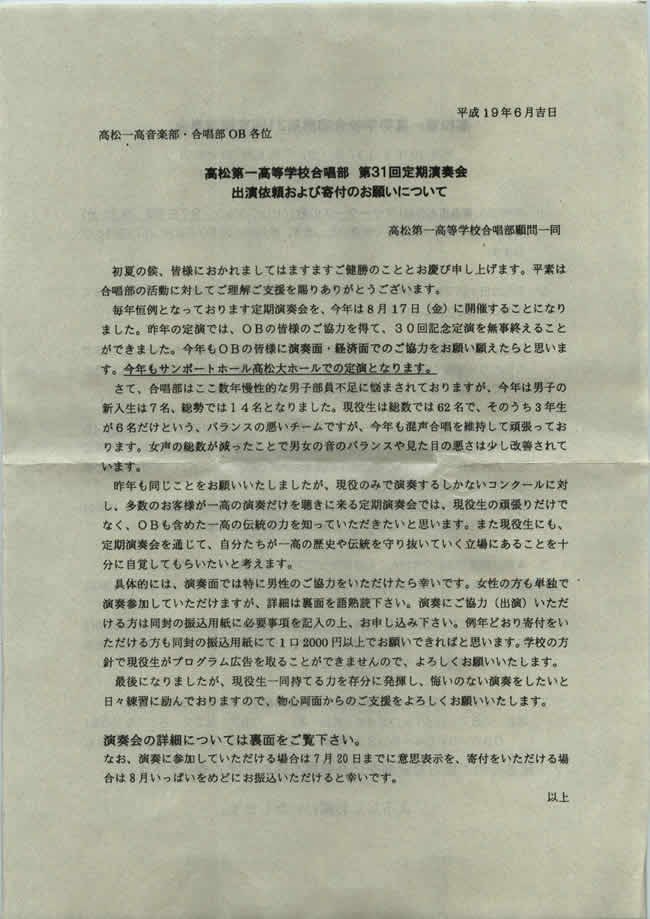 平成19年6月吉日
高松一高音楽部・合唱部OB各位
高松第一高等学校合唱部 第31回定期演奏会
出演依頼および寄付のお願いについて
高松第一高等学校合唱部顧問一同
初夏の候、皆様におかれましてはますますご健勝のこととお慶び申し上げます。平素は
合唱部の活動に対してご理解ご支援を賜りありがとうございます。
毎年恒例となっております定期演奏会を、今年は8月17日（金）に開催することになり
ました。昨年の定演では、OBの皆様のご協力を得て、30回記念定演を無事終えること
ができました。今年もOBの皆様に演奏面・経済面でのご協力をお願い願えたらと思いま
す。今年もサンポートホール高松大ホールでの定演となります。
さて、合唱部はここ数年慢性的な男子部員不足に悩まされておりますが、今年は男子の
新入生は7名、総勢では14名となりました。現役生は総数では62名で、そのうち3年生
が6名だけという、バランスの悪いチームですが、今年も混声合唱を維持して頑張ってお
ります。女声の総数が減ったことで男女の音のバランスや見た目の悪さは少し改善されて
います。
昨年も同じことをお願いいたしましたが、現役のみで演奏するしかないコンクールに対
し、多数のお客様が一高の演奏だけを聴きに来る定期演奏会では、現役生の頑張りだけで
なく、OBも含めた一高の伝統の力を知っていただきたいと思います。また現役生にも、
定期演奏会を通じて、自分たちが一高の歴史や伝統を守り抜いていく立場にあることを十
分に自覚してもらいたいと考えます。
具体的には、演奏面では特に男性のご協力をいただけたら幸いです。女性の方も単独で
演奏参加していただけますが、詳細は裏面を語熟読下さい。演奏にご協力（出演）いただ
ける方は同封の振込用紙に必要事項を記入の上、お申し込み下さい。例年どおり寄付をい
ただける方も同封の振込用紙にて1口2000円以上でお願いできればと思います。学校の方
針で現役生がプログラム広告を取ることができませんので、よろしくお願いいたします。
最後になりましたが、現役生一同持てる力を存分に発揮し、悔いのない演奏をしたいと
日々練習に励んでおりますので、物心両面からのご支援をよろしくお願いいたします。
演奏会の詳細については裏面をご覧下さい。
なお、演奏に参加していただける場合は7月20日までに意思表示を、寄付をいただける場
合は8月いっぱいをめどにお振込いただけると幸いです。
以上